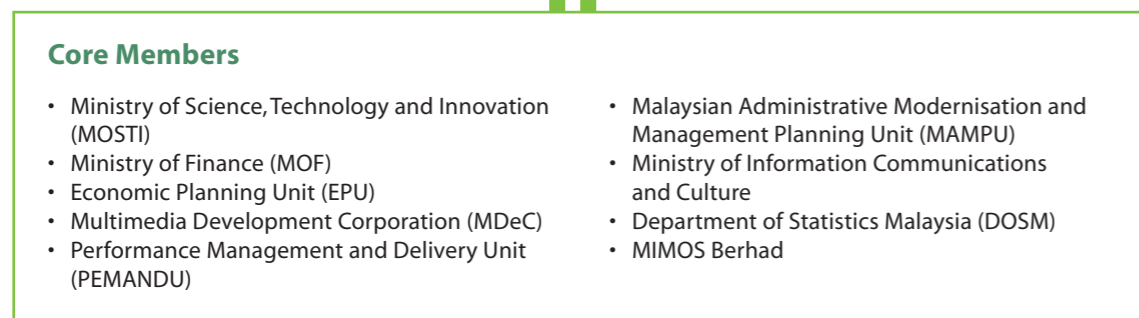 Core Members
• Ministry of Science, Technology and Innovation
(MOSTI)
• Ministry of Finance (MOF)
• Economic Planning Unit (EPU)
• Multimedia Development Corporation (MDeC)
• Performance Management and Delivery Unit
(PEMANDU)
• Malaysian Administrative Modernisation and
Management Planning Unit (MAMPU)
• Ministry of Information Communications
and Culture
• Department of Statistics Malaysia (DOSM)
• MIMOS Berhad